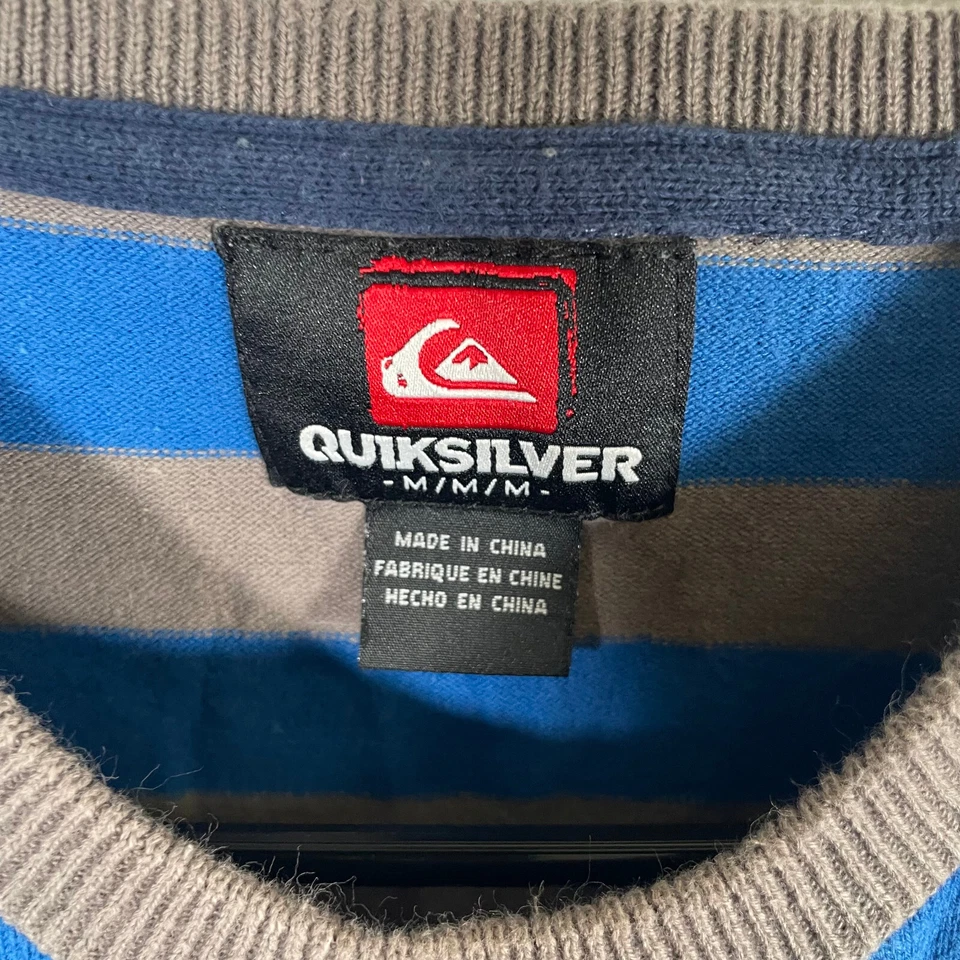 QUIKSILVER
- M/M/M -
MADE IN CHINA
FABRIQUE EN CHINE
HECHO EN CHINA